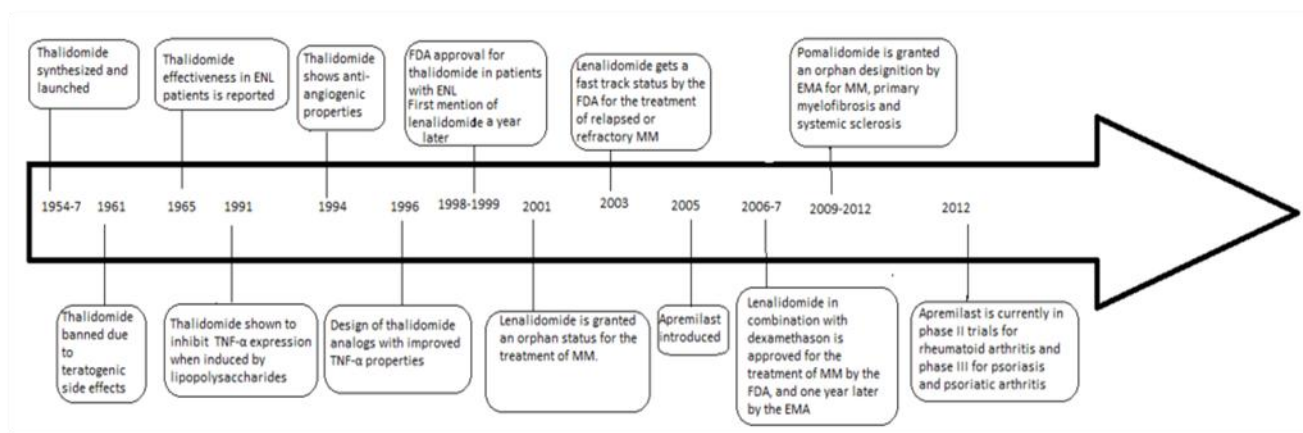 Thalidomide
synthesized and
launched
Thalidomide
effectiveness in ENL
patients is reported
Thalidomide
shows anti-
angiogenic
properties
FDA approval for
thalidomide in patients
with ENL
First mention of
lenalidomide a year
later
Lenalidomide gets a
fast track status by the
FDA for the treatment
of relapsed or
refractory MM
Pomalidomide is granted
an orphan designition by
EMA for MM, primary
myelofibrosis and
systemic sclerosis
1954-7 1961 1965 1991 1994 1996 1998-1999 2001 2003 2005 2006-7 2009-2012 2012
Thalidomide
banned due
to
teratogenic
side effects
Thalidomide shown to
inhibit TNF-α expression
when induced by
lipopolysaccharides
Design of thalidomide
analogs with improved
TNF-α properties
Lenalidomide is granted
an orphan status for the
treatment of MM.
Apremilast
introduced
Lenalidomide in
combination with
dexamethason is
approved for the
treatment of MM by the
FDA, and one year later
by the EMA
Apremilast is currently in
phase II trials for
rheumatoid arthritis and
phase III for psoriasis
and psoriatic arthritis